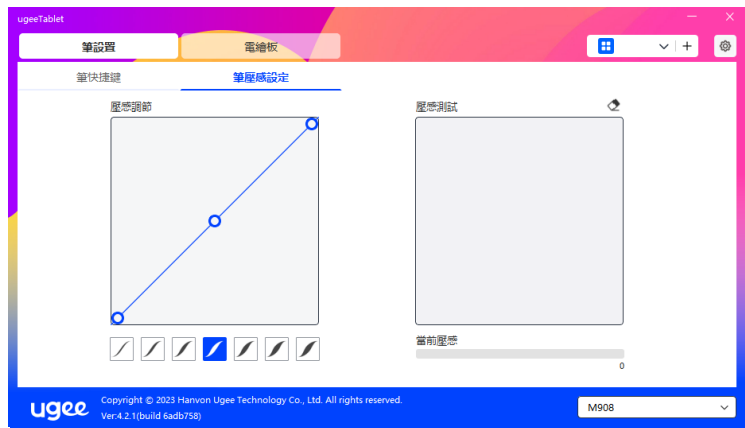 ugeeTablet
筆設置
電繪板
筆快捷鍵
筆壓感設定
壓感調節
壓感測試
當前壓感
0
ugee
Copyright © 2023 Hanvon Ugee Technology Co., Ltd. All rights reserved.
Ver:4.2.1(build 6adb758)
M908